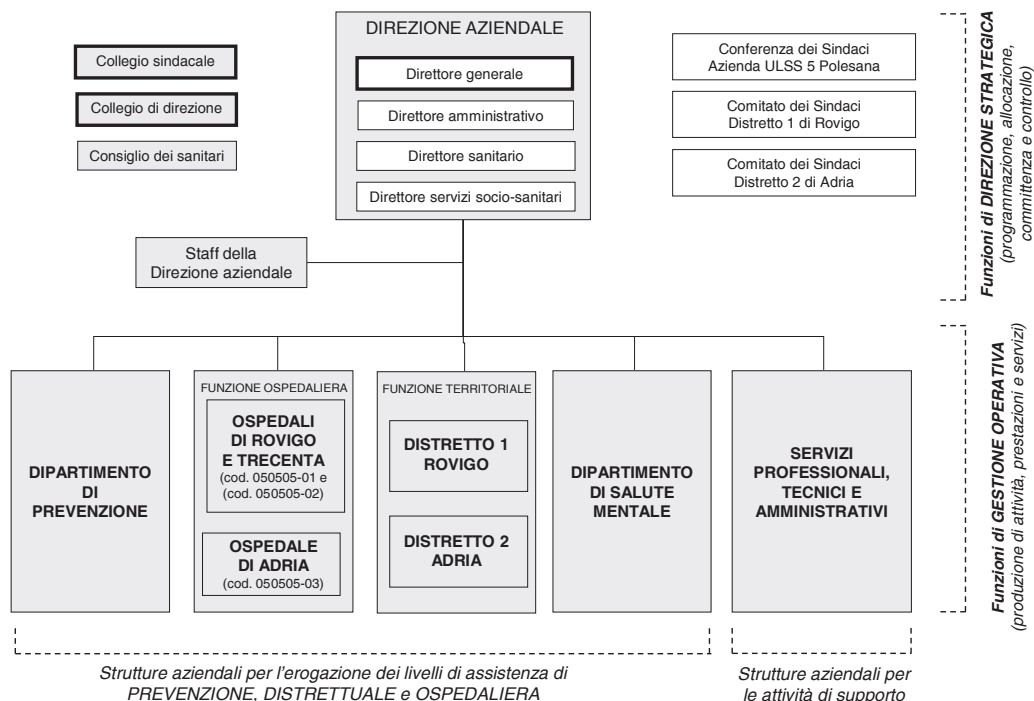 DIREZIONE AZIENDALE
Direttore generale
Direttore amministrativo
Direttore sanitario
Direttore servizi socio-sanitari
Collegio sindacale
Collegio di direzione
Consiglio dei sanitari
Conferenza dei Sindaci
Azienda ULSS 5 Polesana
Comitato dei Sindaci
Distretto 1 di Rovigo
Comitato dei Sindaci
Distretto 2 di Adria
Funzioni di DIREZIONE STRATEGICA
(programmazione, allocazione,
committenza e controllo)
Staff della
Direzione aziendale
DIPARTIMENTO
DI
PREVENZIONE
FUNZIONE OSPEDALIERA
OSPEDALI
DI ROVIGO
E TRECENTA
(cod. 050505-01 e
(cod. 050505-02)
OSPEDALE
DI ADRIA
(cod. 050505-03)
FUNZIONE TERRITORIALE
DISTRETTO 1
ROVIGO
DISTRETTO 2
ADRIA
DIPARTIMENTO
DI SALUTE
MENTALE
SERVIZI
PROFESSIONALI,
TECNICI E
AMMINISTRATIVI
Funzioni di GESTIONE OPERATIVA
(produzione di attività, prestazioni e servizi)
Strutture aziendali per l'erogazione dei livelli di assistenza di
PREVENZIONE, DISTRETTUALE e OSPEDALIERA
Strutture aziendali per
le attività di supporto